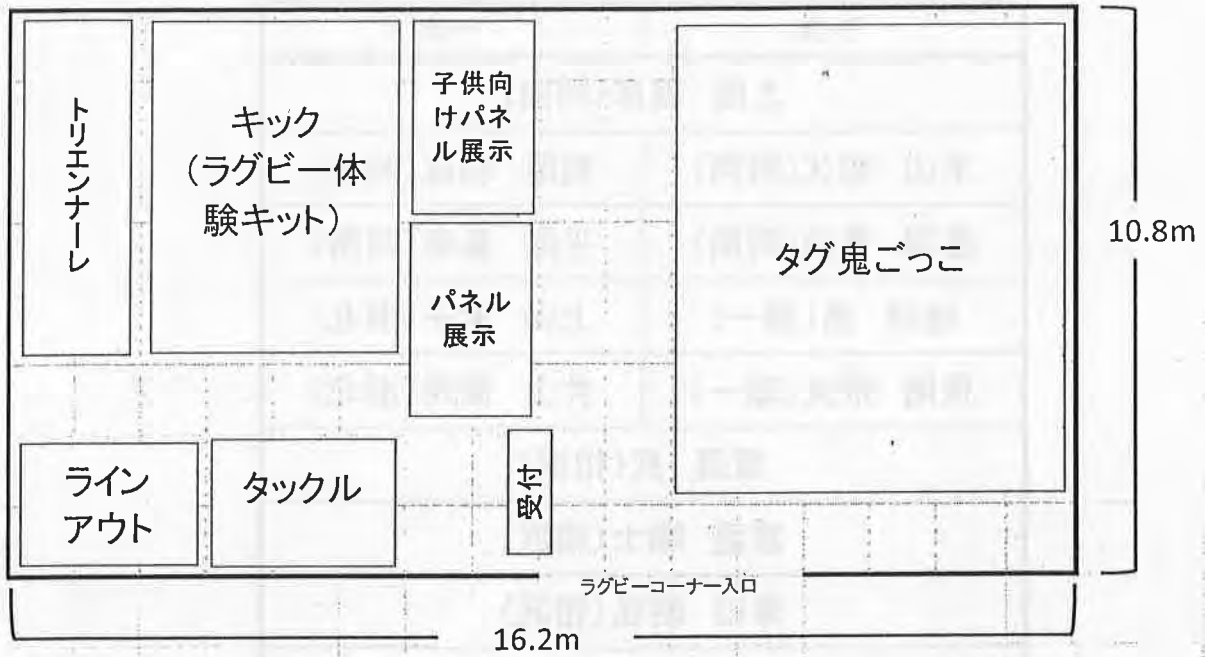 トリエンナーレ
キック
(ラグビー体
験キット)
子供向
けパネ
ル展示
パネル
展示
タグ鬼ごっこ
10.8m
ライン
アウト
タックル
受付
ラグビーコーナー入口
16.2m